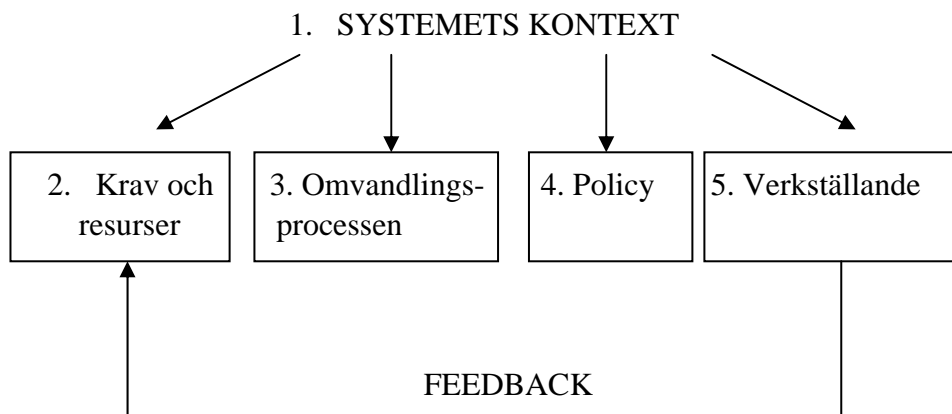 1. SYSTEMETS KONTEXT
2. Krav och
resurser
3. Omvandlings-
processen
4. Policy
5. Verkställande
FEEDBACK